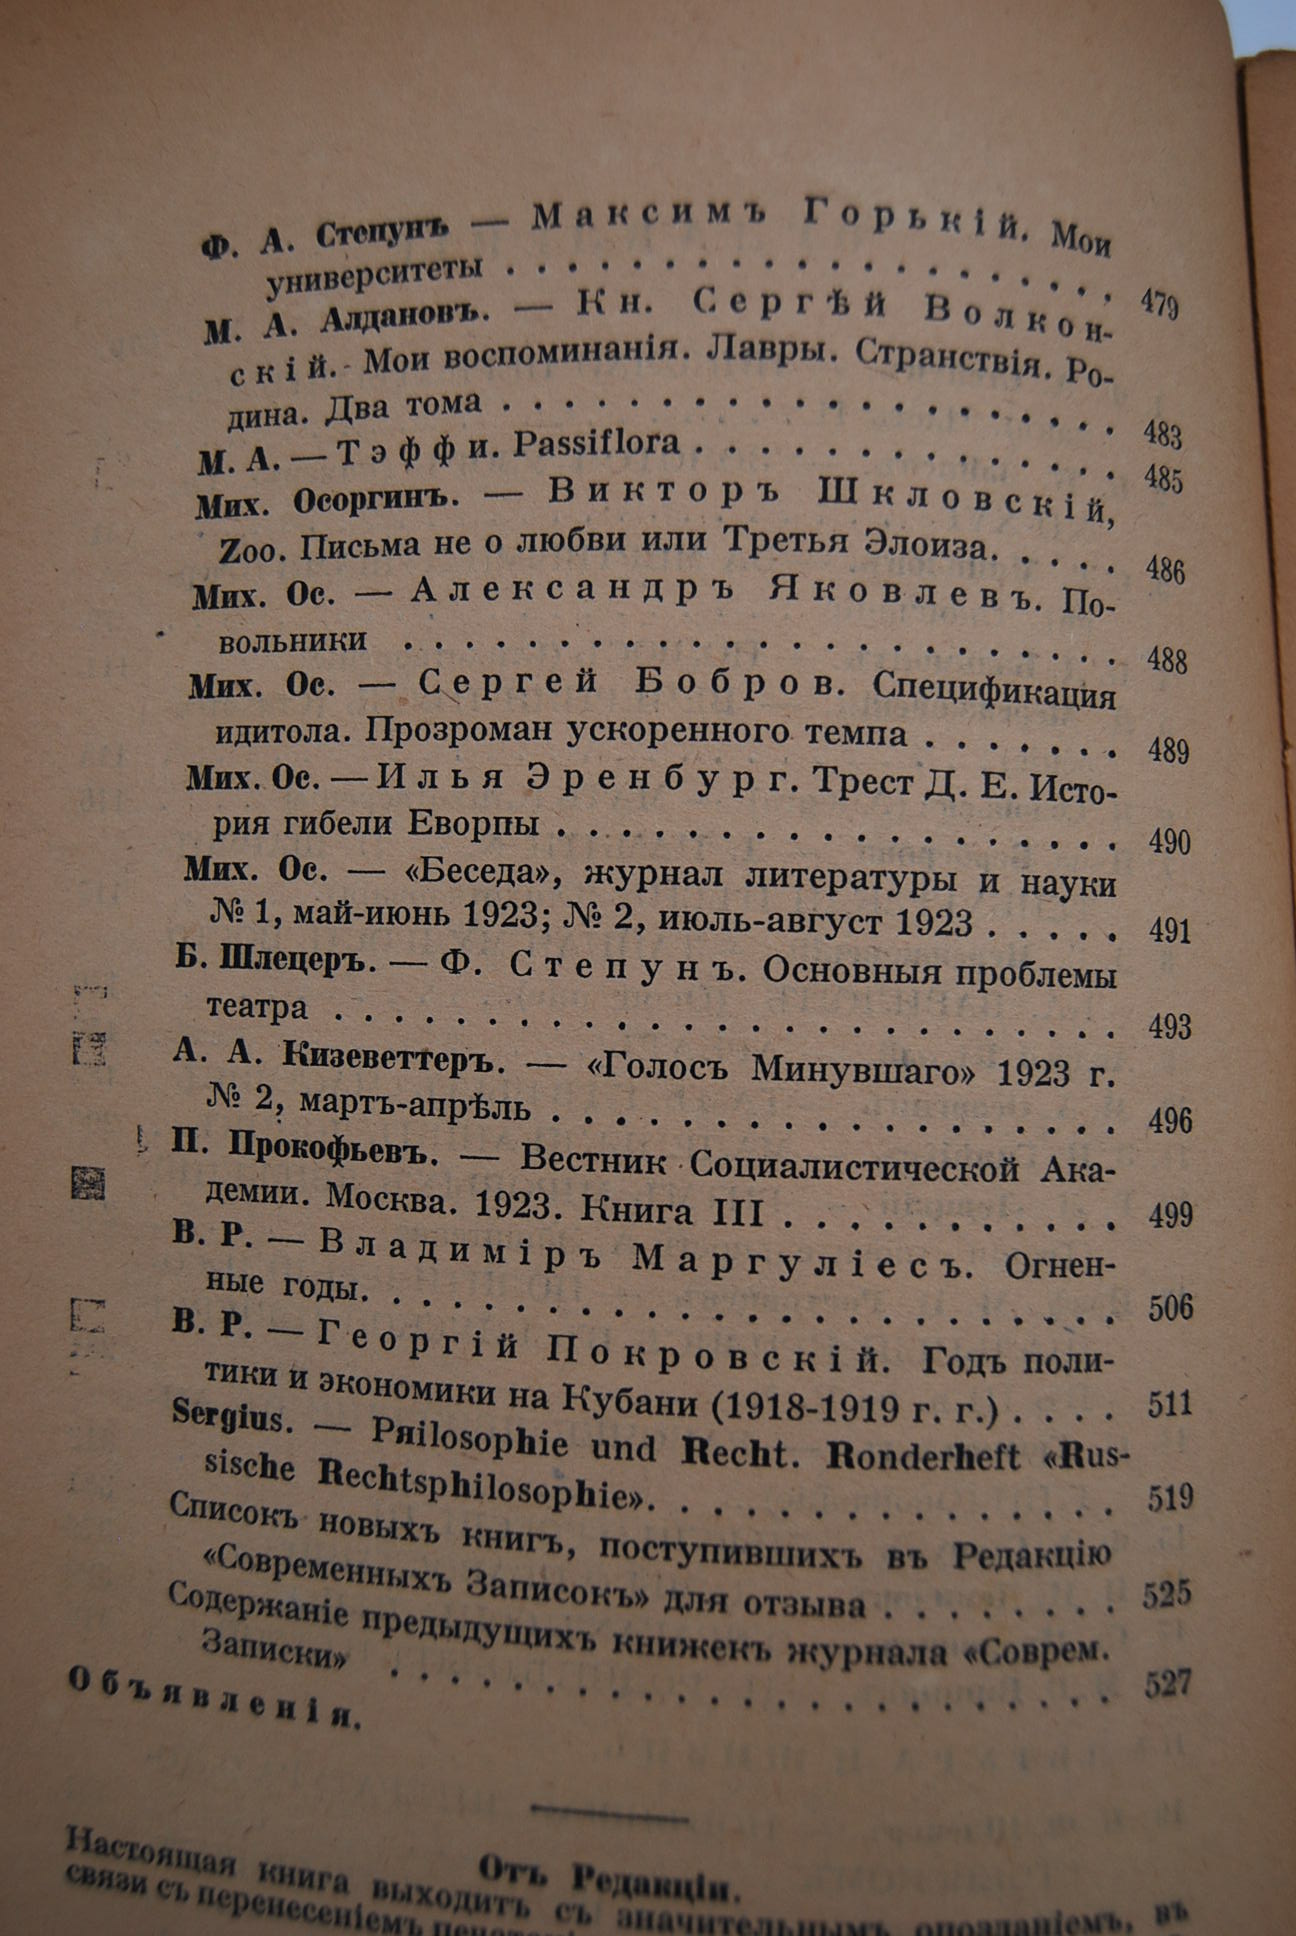 Ф. А. Степунъ — Максимъ Горькій. Мои
университеты . . . . . . . . . . . . . . . . . . . . 479
М. А. Алдановъ. — Кн. Сергѣй Волкон-
скій. Мои воспоминанія. Лавры. Странствія. Ро-
дина. Два тома . . . . . . . . . . . . . . . . . . . . 483
М. А. — Тэффи. Passiflora . . . . . . . . . . . . . . 485
Мих. Осоргинъ. — Викторъ Шкловскій,
Zoo. Письма не о любви или Третья Элоиза. . . . . 486
Мих. Ос. — Александръ Яковлевъ. По-
вольники . . . . . . . . . . . . . . . . . . . . . . . 488
Мих. Ос. — Сергей Бобров. Спецификация
идитола. Прозроман ускоренного темпа . . . . . . . 489
Мих. Ос. — Илья Эренбург. Трест Д. Е. Исто-
рия гибели Еворпы . . . . . . . . . . . . . . . . . . 490
Мих. Ос. — «Беседа», журнал литературы и науки
№ 1, май-июнь 1923; № 2, июль-август 1923 . . . . . 491
Б. Шлецеръ. — Ф. Степунъ. Основныя проблемы
театра . . . . . . . . . . . . . . . . . . . . . . . . . 493
А. А. Кизеветтеръ. — «Голосъ Минувшаго» 1923 г.
№ 2, мартъ-апрѣль . . . . . . . . . . . . . . . . . . 496
П. Прокофьевъ. — Вестник Социалистической Ака-
демии. Москва. 1923. Книга III . . . . . . . . . . . 499
В. Р. — Владиміръ Маргуліесъ. Огнен-
ные годы. . . . . . . . . . . . . . . . . . . . . . . . 506
В. Р. — Георгій Покровскій. Годъ поли-
тики и экономики на Кубани (1918-1919 г. г.) . . . . 511
Sergius. — Pяilosophie und Recht. Ronderheft «Rus-
sische Rechtsphilosophie». . . . . . . . . . . . . . . 519
Списокъ новыхъ книгъ, поступившихъ въ Редакцію
«Современныхъ Записокъ» для отзыва . . . . . . . . 525
Содержаніе предыдущихъ книжекъ журнала «Соврем.
Записки» . . . . . . . . . . . . . . . . . . . . . . . 527
Объявленія.
Отъ Редакціи.
Настоящая книга выходитъ съ значительнымъ опозданіемъ, въ
связи съ перенесеніемъ